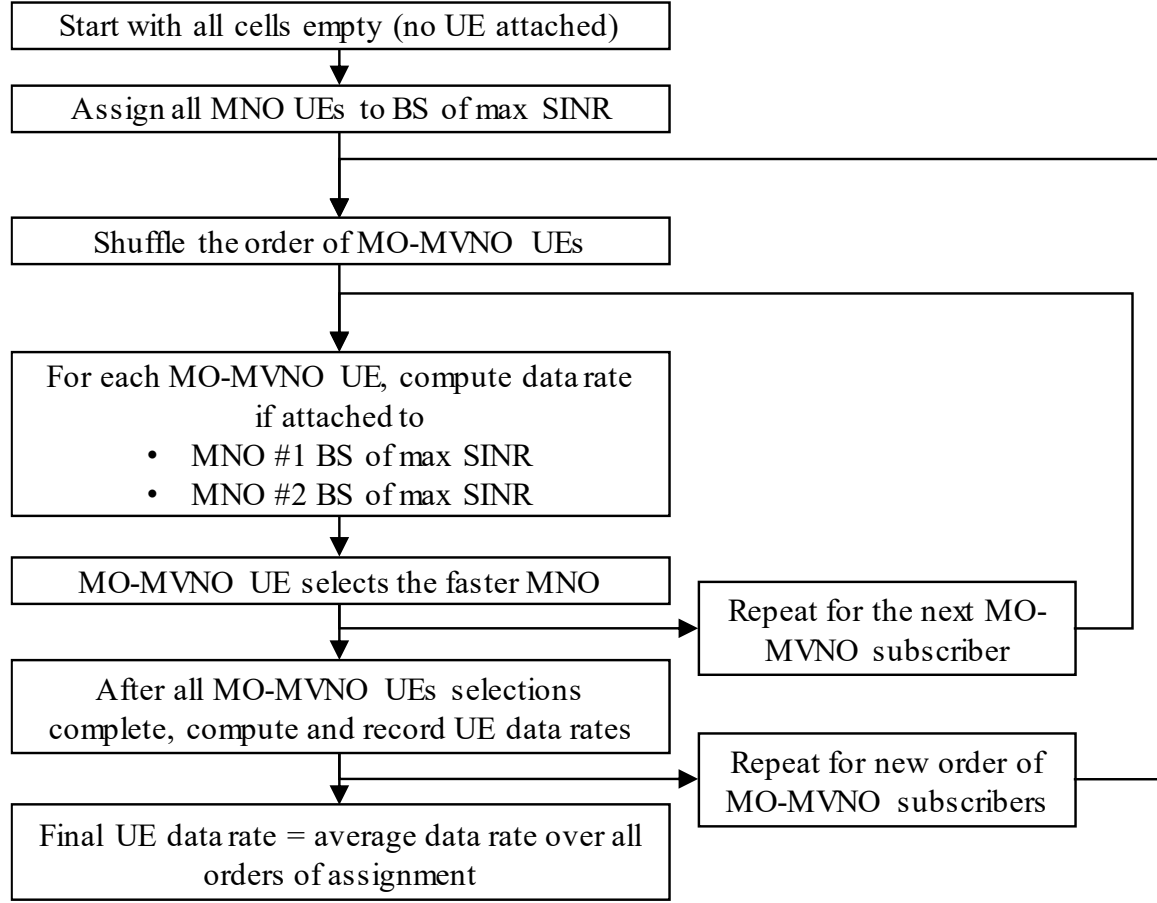 Start with all cells empty (no UE attached)
Assign all MNO UEs to BS of max SINR
Shuffle the order of MO-MVNO UEs
For each MO-MVNO UE, compute data rate
if attached to
• MNO #1 BS of max SINR
• MNO #2 BS of max SINR
MO-MVNO UE selects the faster MNO
Repeat for the next MO-
MVNO subscriber
After all MO-MVNO UEs selections
complete, compute and record UE data rates
Repeat for new order of
MO-MVNO subscribers
Final UE data rate = average data rate over all
orders of assignment